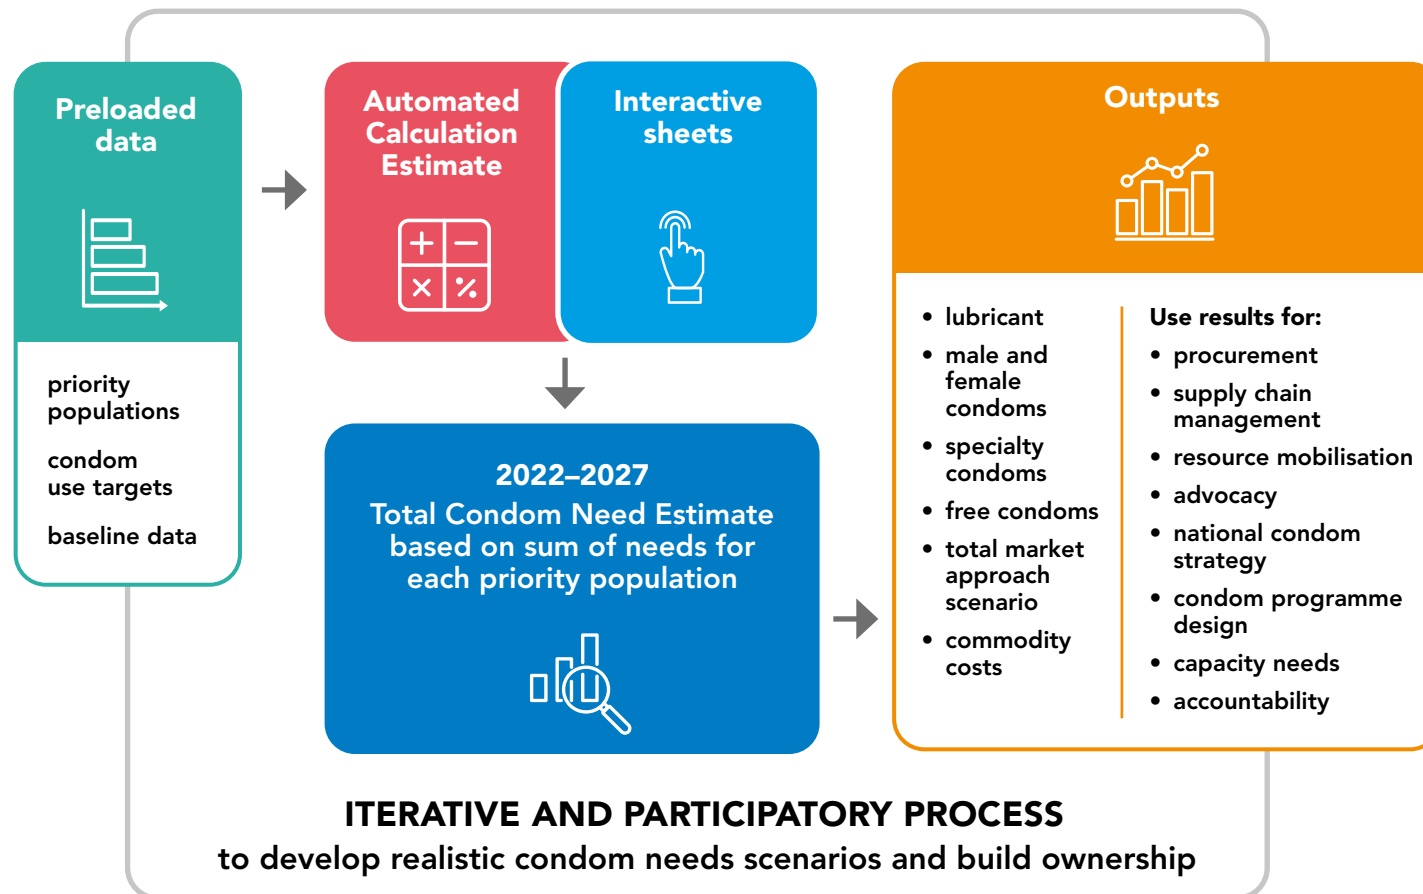 Preloaded
data
priority
populations
condom
use targets
baseline data
Automated
Calculation
Estimate
Interactive
sheets
2022–2027
Total Condom Need Estimate
based on sum of needs for
each priority population
Outputs
• lubricant
• male and
female
condoms
• specialty
condoms
• free condoms
• total market
approach
scenario
• commodity
costs
Use results for:
• procurement
• supply chain
management
• resource mobilisation
• advocacy
• national condom
strategy
• condom programme
design
• capacity needs
• accountability
ITERATIVE AND PARTICIPATORY PROCESS
to develop realistic condom needs scenarios and build ownership